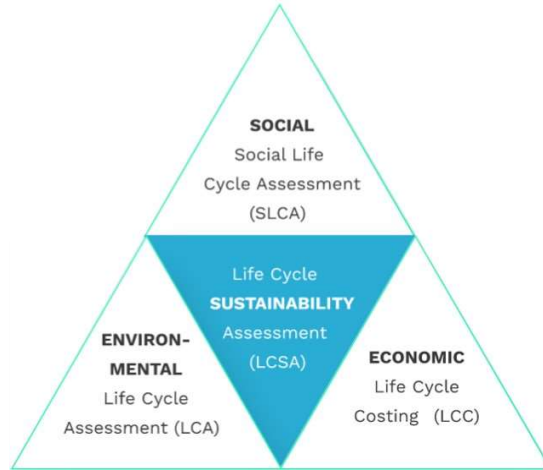 SOCIAL
Social Life
Cycle Assessment
(SLCA)
Life Cycle
SUSTAINABILITY
Assessment
(LCSA)
ENVIRON-
MENTAL
Life Cycle
Assessment (LCA)
ECONOMIC
Life Cycle
Costing (LCC)